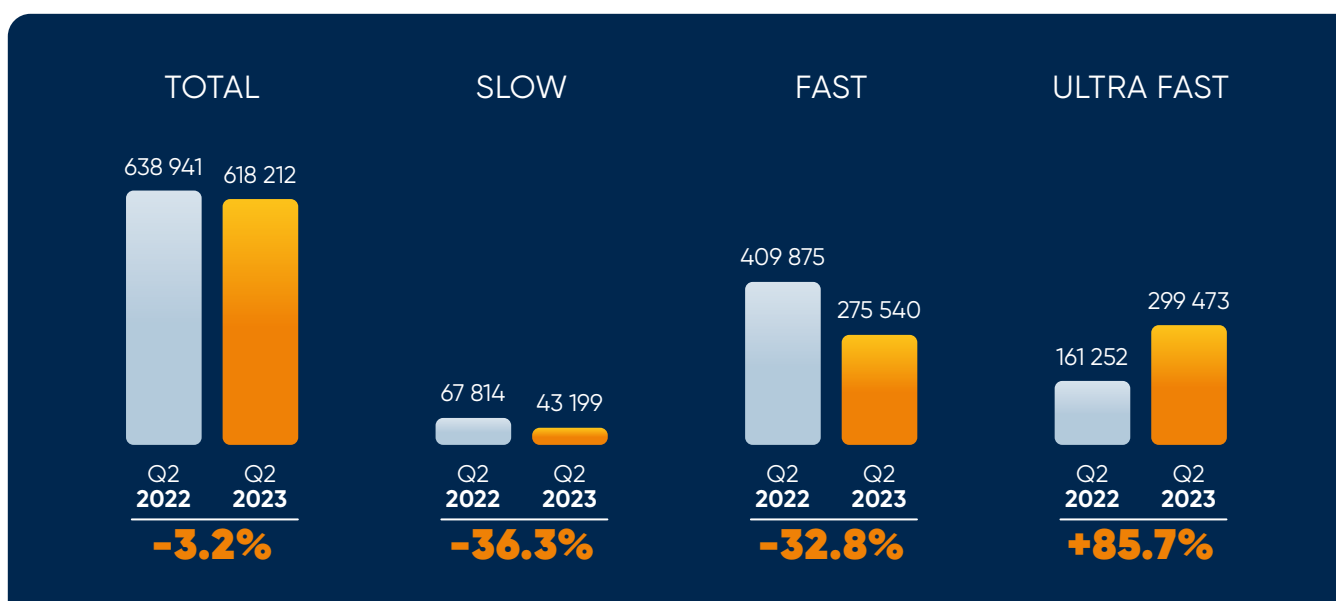 TOTAL
638 941
618 212
Q2
2022
Q2
2023
-3.2%
SLOW
67 814
43 199
Q2
2022
Q2
2023
-36.3%
FAST
409 875
275 540
Q2
2022
Q2
2023
-32.8%
ULTRA FAST
161 252
299 473
Q2
2022
Q2
2023
+85.7%